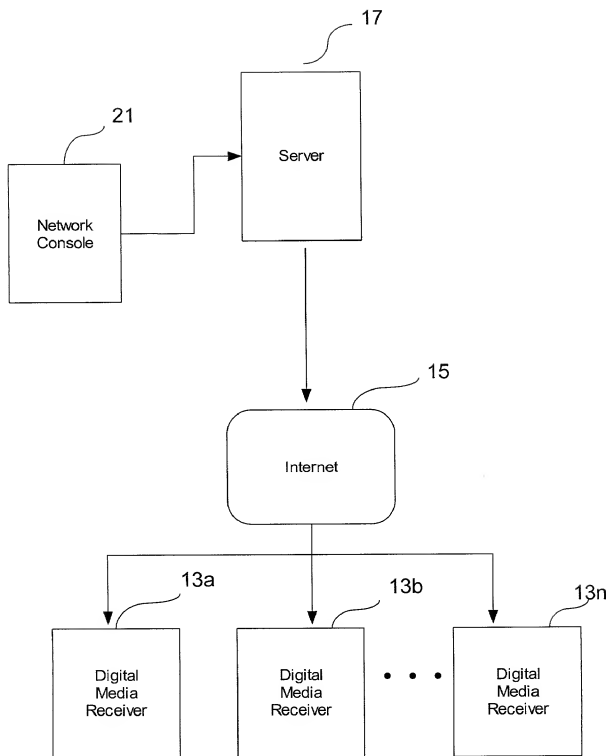 17
21
Server
Network
Console
15
Internet
13a
13b
13n
Digital
Media
Receiver
Digital
Media
Receiver
Digital
Media
Receiver